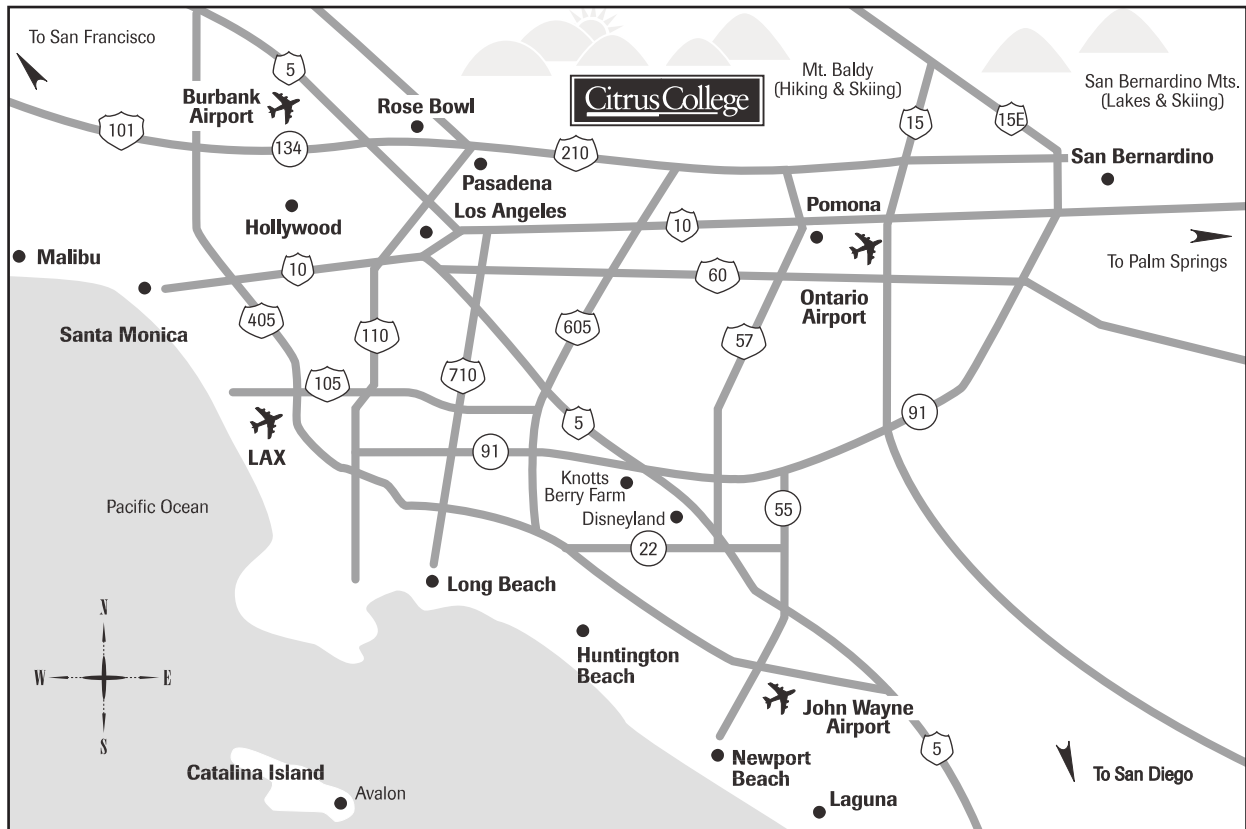 To San Francisco
5
Burbank
Airport
101
134
Rose Bowl
CitrusCollege
Mt. Baldy
(Hiking & Skiing)
San Bernardino Mts.
(Lakes & Skiing)
15
15E
210
San Bernardino
Pasadena
Los Angeles
Hollywood
Pomona
10
Malibu
10
To Palm Springs
60
Ontario
Airport
Santa Monica
405
110
605
57
710
105
5
91
LAX
91
Knotts
Berry Farm
Pacific Ocean
Disneyland
55
22
Long Beach
N
W
E
S
Huntington
Beach
John Wayne
Airport
5
Newport
Beach
To San Diego
Catalina Island
Avalon
Laguna